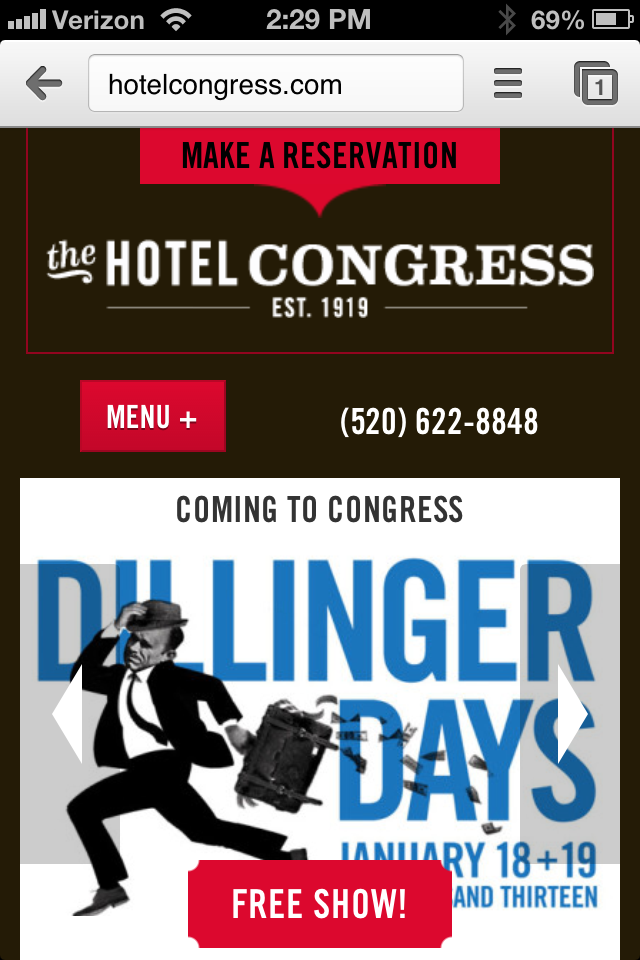 Verizon 2:29 PM 69%
hotelcongress.com 1
MAKE A RESERVATION
the HOTEL CONGRESS
EST. 1919
MENU + (520) 622-8848
COMING TO CONGRESS
DILLINGER
DAYS
JANUARY 18+19
AND THIRTEEN
FREE SHOW!